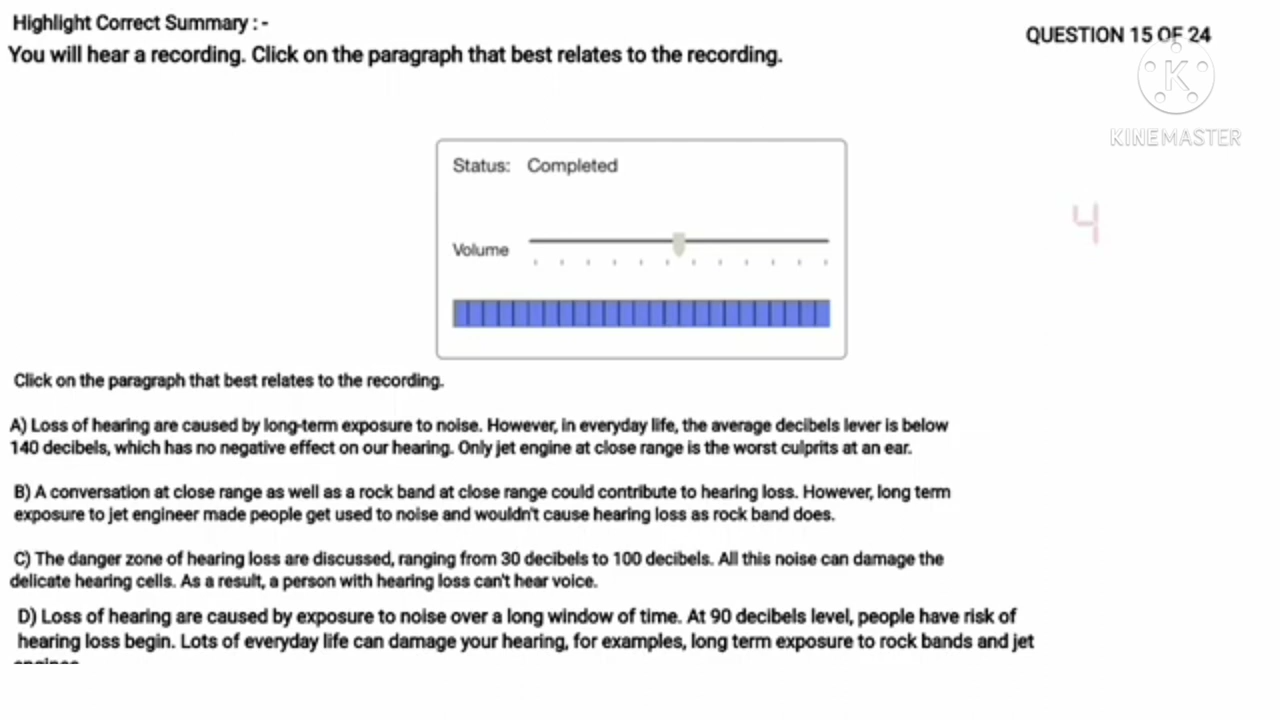 Highlight Correct Summary : -
QUESTION 15 OF 24
You will hear a recording. Click on the paragraph that best relates to the recording.
K
KINEMASTER
Status: Completed
4
Volume
Click on the paragraph that best relates to the recording.
A) Loss of hearing are caused by long-term exposure to noise. However, in everyday life, the average decibels lever is below
140 decibels, which has no negative effect on our hearing. Only jet engine at close range is the worst culprits at an ear.
B) A conversation at close range as well as a rock band at close range could contribute to hearing loss. However, long term
exposure to jet engineer made people get used to noise and wouldn't cause hearing loss as rock band does.
C) The danger zone of hearing loss are discussed, ranging from 30 decibels to 100 decibels. All this noise can damage the
delicate hearing cells. As a result, a person with hearing loss can't hear voice.
D) Loss of hearing are caused by exposure to noise over a long window of time. At 90 decibels level, people have risk of
hearing loss begin. Lots of everyday life can damage your hearing, for examples, long term exposure to rock bands and jet